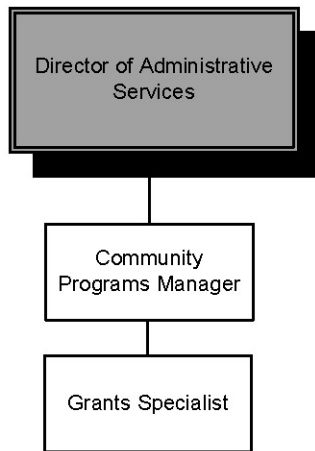 Director of Administrative
Services
Community
Programs Manager
Grants Specialist